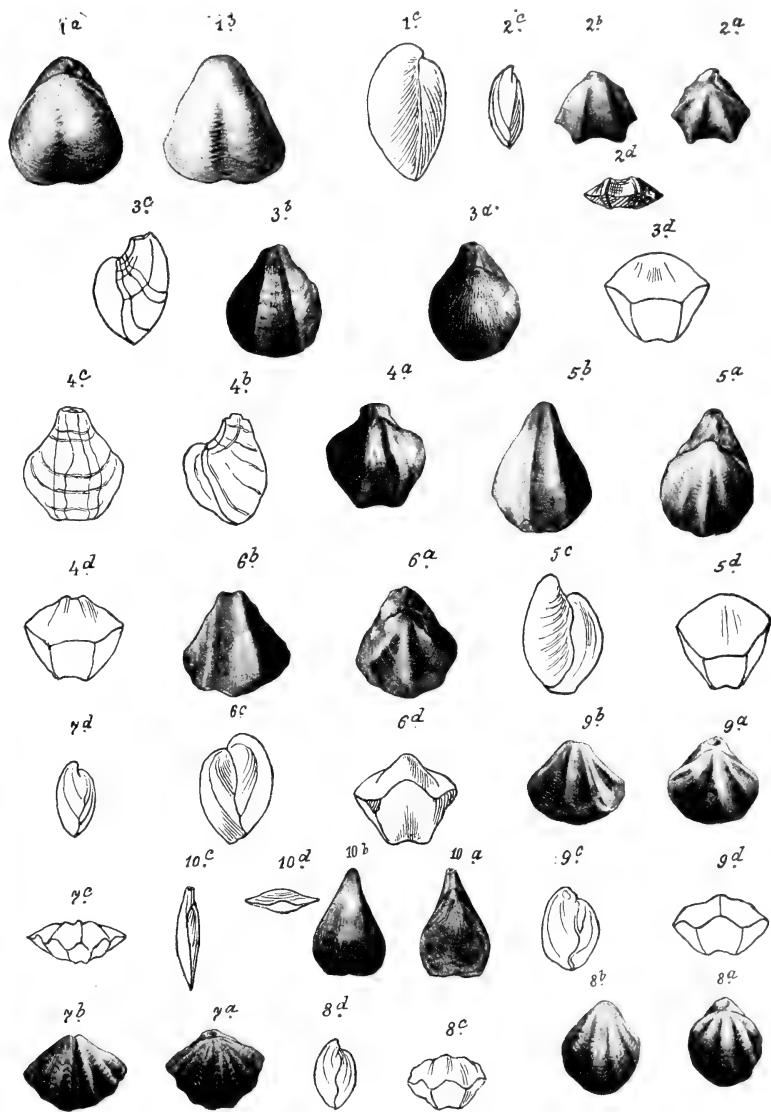 1a 1b 1c 2c 2b 2a
2d
3c 3b 3a 3d
4c 4b 4a 5b 5a
4d 6b 6a 5c 5d
7d 6c 6d 9b 9a
10c 10d 10b 10a 9c 9d
7c
8b 8a
7b 7a 8d 8c